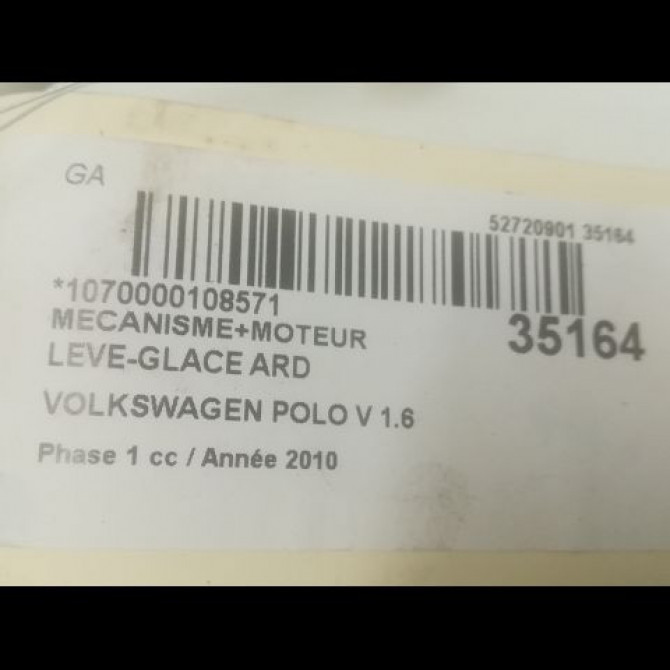 GA
52720901 35164
*1070000108571
35164
MECANISME+MOTEUR
LEVE-GLACE ARD
VOLKSWAGEN POLO V 1.6
Phase 1 cc / Année 2010